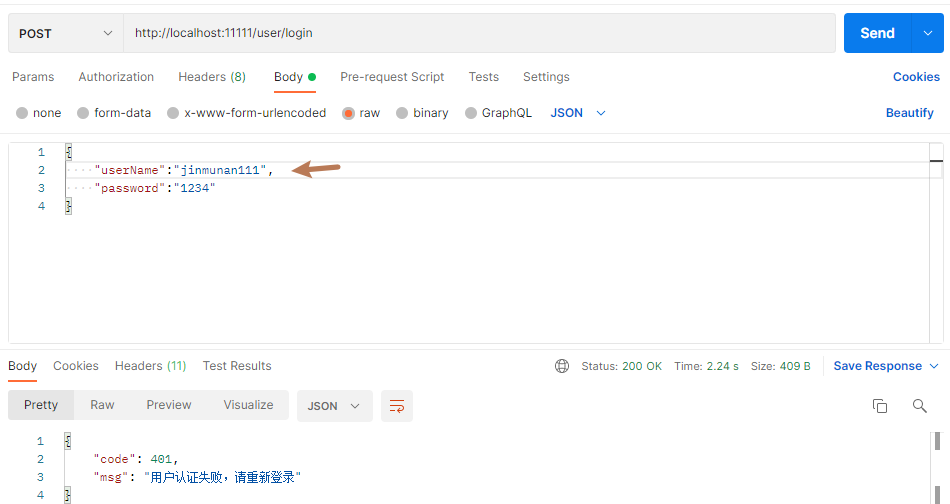 POST http://localhost:11111/user/login Send
Params Authorization Headers (8) Body Pre-request Script Tests Settings Cookies
none form-data x-www-form-urlencoded raw binary GraphQL JSON Beautify
1 {
2 "userName":"jinmunan111",
3 "password":"1234"
4 }
Body Cookies Headers (11) Test Results Status: 200 OK Time: 2.24 s Size: 409 B Save Response
Pretty Raw Preview Visualize JSON
1 {
2 "code": 401,
3 "msg": "用户认证失败，请重新登录"
4 }